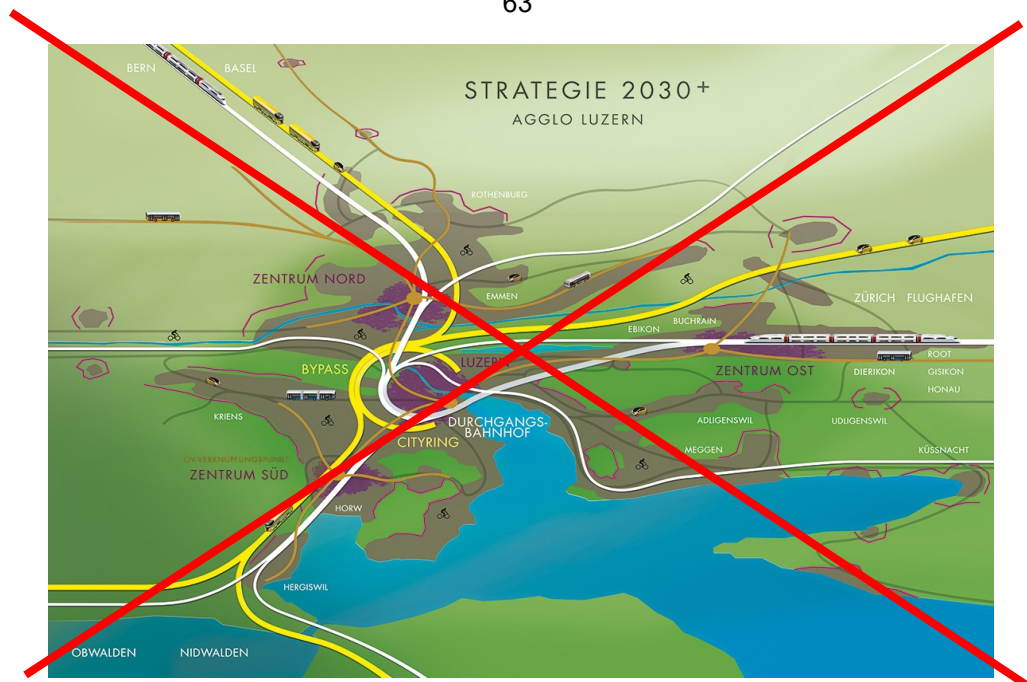 63
BERN
BASEL
STRATEGIE 2030+
AGGLO LUZERN
ROTHENBURG
ZENTRUM NORD
EMMEN
ZÜRICH FLUGHAFEN
BUCHRAIN
EBIKON
LUZERN
BYPASS
ZENTRUM OST
ROOT
DIERIKON
GISIKON
HONAU
KRIENS
DURCHGANGS-
BAHNHOF
CITYRING
ADLIGENSWIL
UDLIGENSWIL
MEGGEN
KÜSSNACHT
ÖV-VERKNÜPFUNGSPUNKT
ZENTRUM SÜD
HORW
HERGISWIL
OBWALDEN
NIDWALDEN